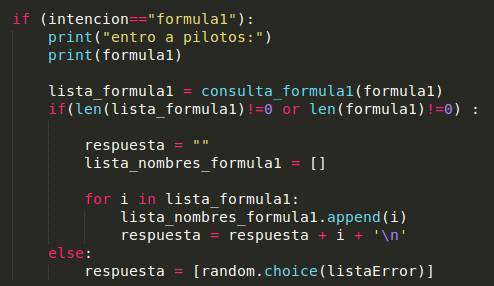 if (intencion=="formula1"):
    print("entro a pilotos:")
    print(formula1)

    lista_formula1 = consulta_formula1(formula1)
    if(len(lista_formula1)!=0 or len(formula1)!=0) :

        respuesta = ""
        lista_nombres_formula1 = []

        for i in lista_formula1:
            lista_nombres_formula1.append(i)
            respuesta = respuesta + i + '\n'
    else:
        respuesta = [random.choice(listaError)]